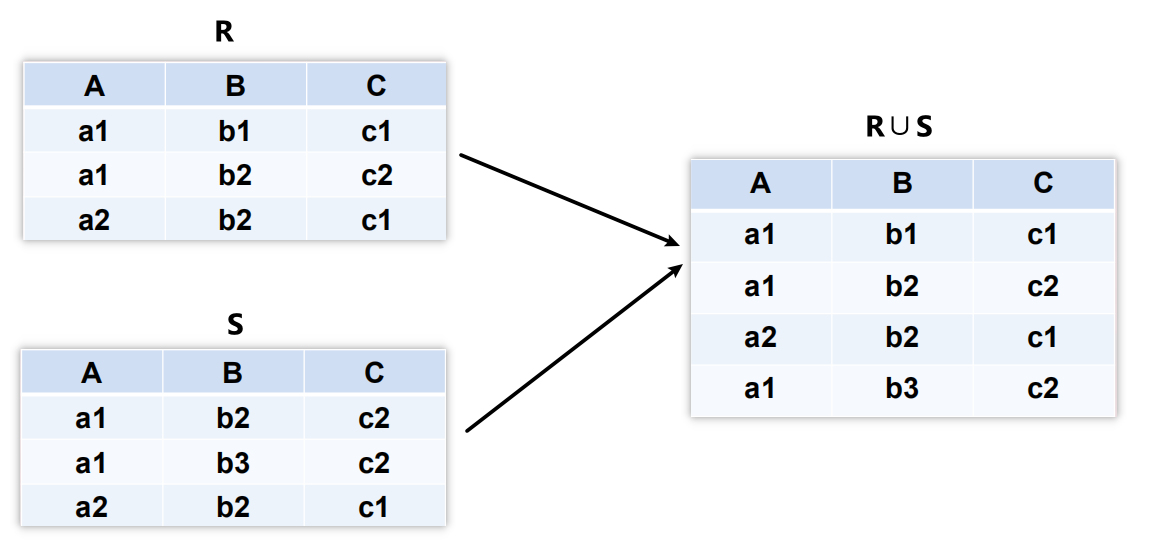 R
A B C
a1 b1 c1
a1 b2 c2
a2 b2 c1
S
A B C
a1 b2 c2
a1 b3 c2
a2 b2 c1
R∪S
A B C
a1 b1 c1
a1 b2 c2
a2 b2 c1
a1 b3 c2